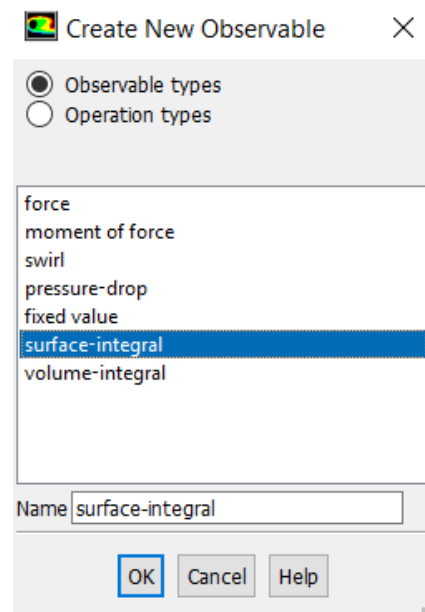 Create New Observable
Observable types
Operation types
force
moment of force
swirl
pressure-drop
fixed value
surface-integral
volume-integral
Name surface-integral
OK Cancel Help